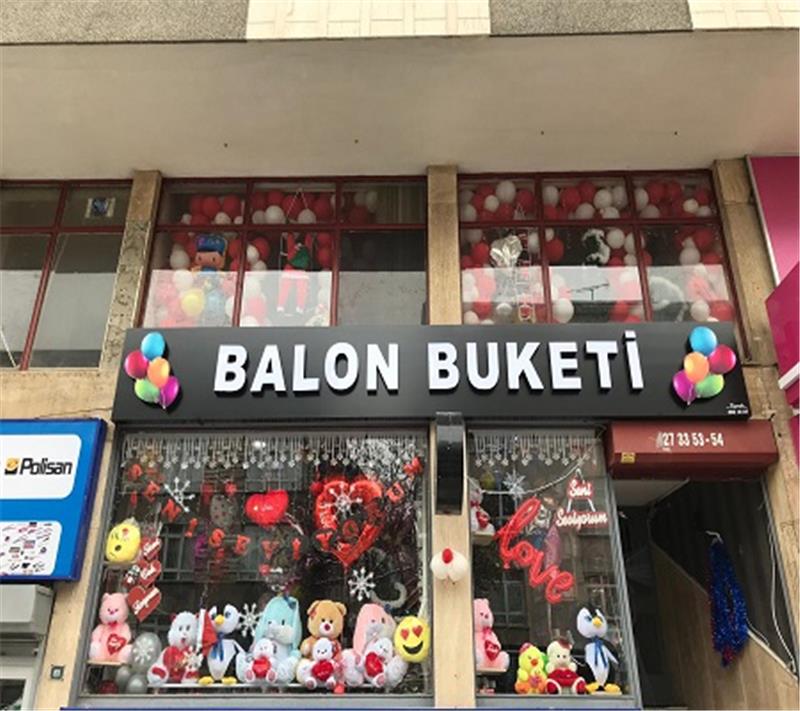 BALON BUKETİ
Polisan
27 33 53-54
Seni
Seviyorum
love